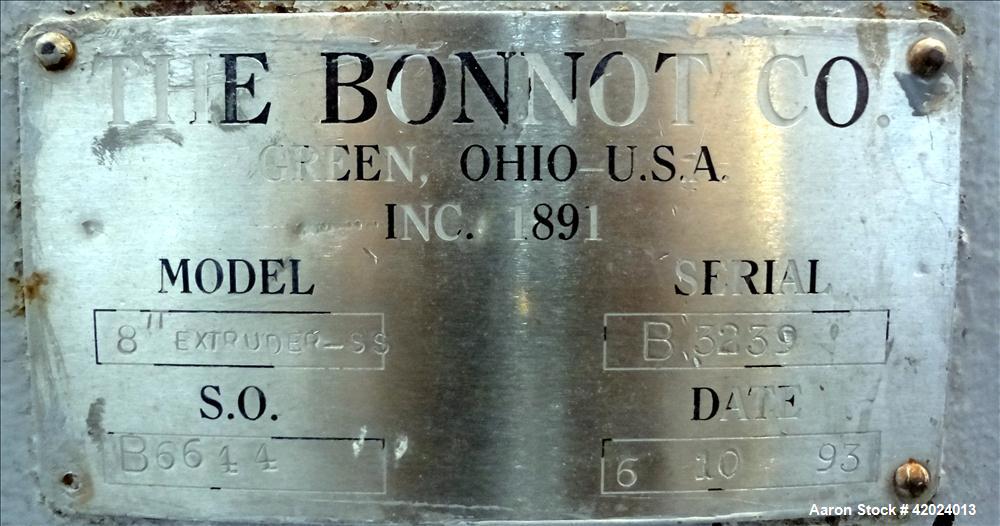 THE BONNOT CO.
GREEN, OHIO-U.S.A.
INC. 1891
MODEL SERIAL
8" EXTRUDER-SS B 3239
S.O. DATE
B6644 6 10 93
Aaron Stock # 42024013